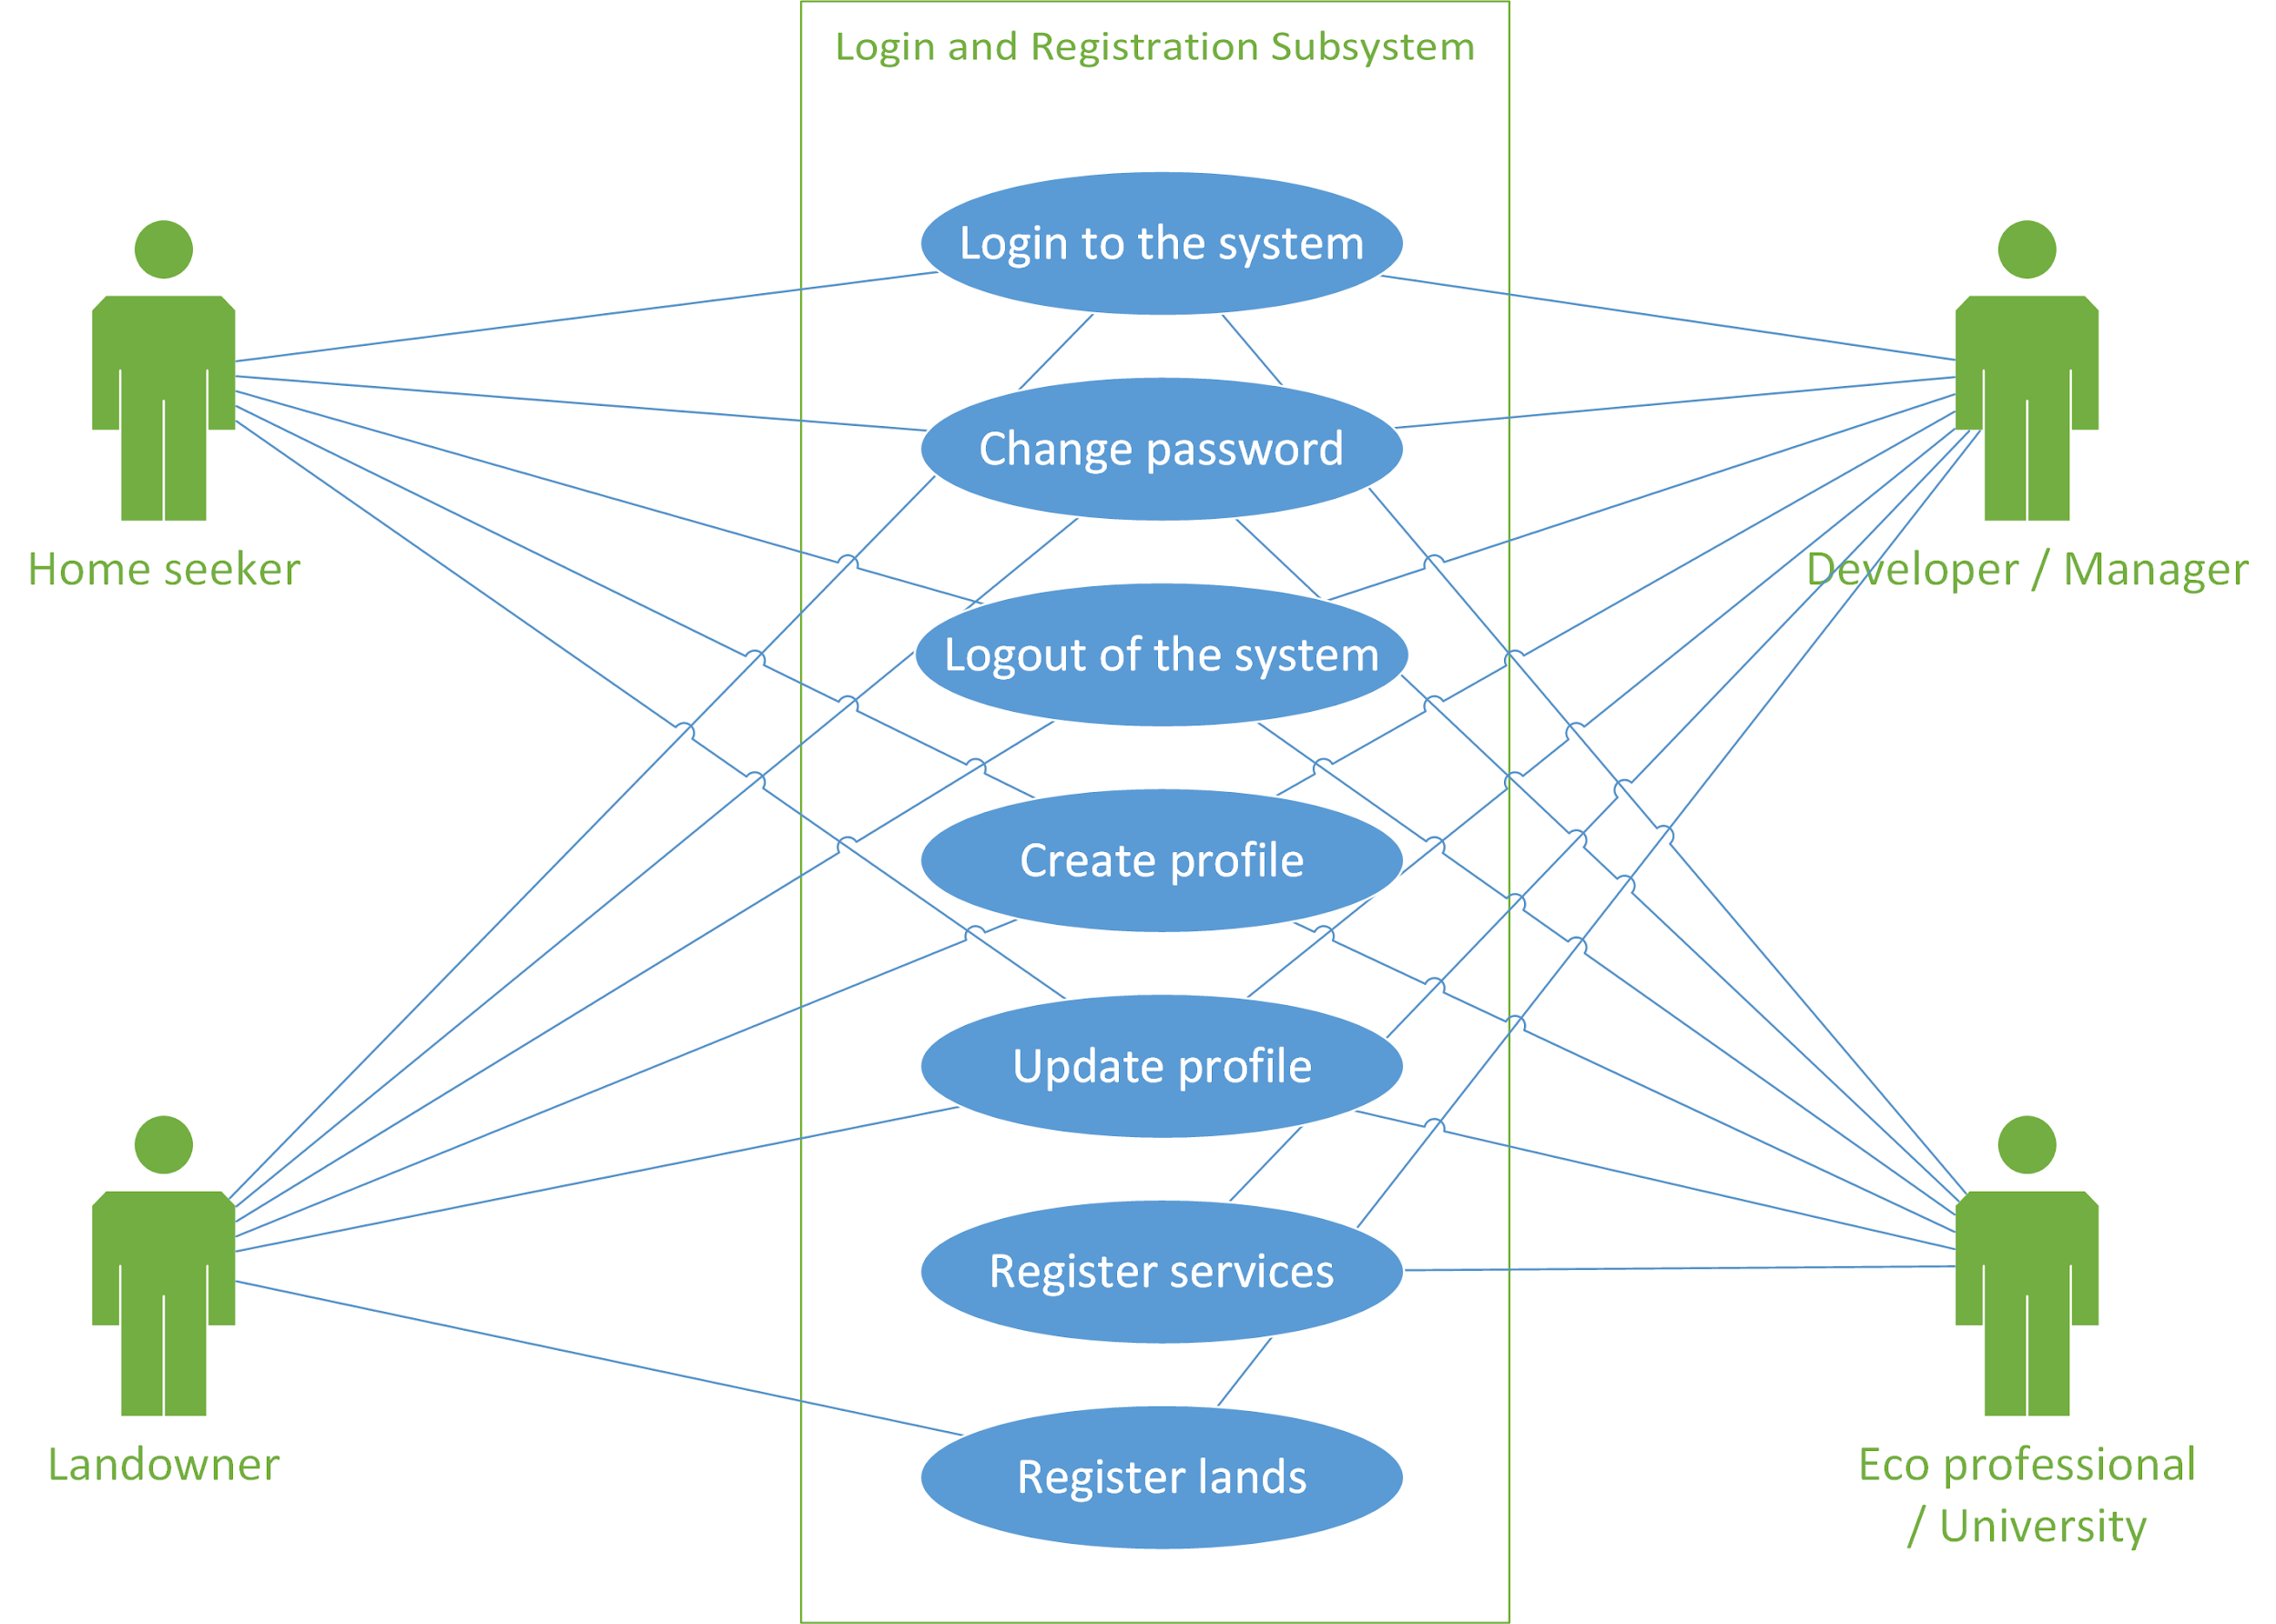 Login and Registration Subsystem
Login to the system
Change password
Home seeker
Developer / Manager
Logout of the system
Create profile
Update profile
Register services
Landowner
Register lands
Eco professional
/ University